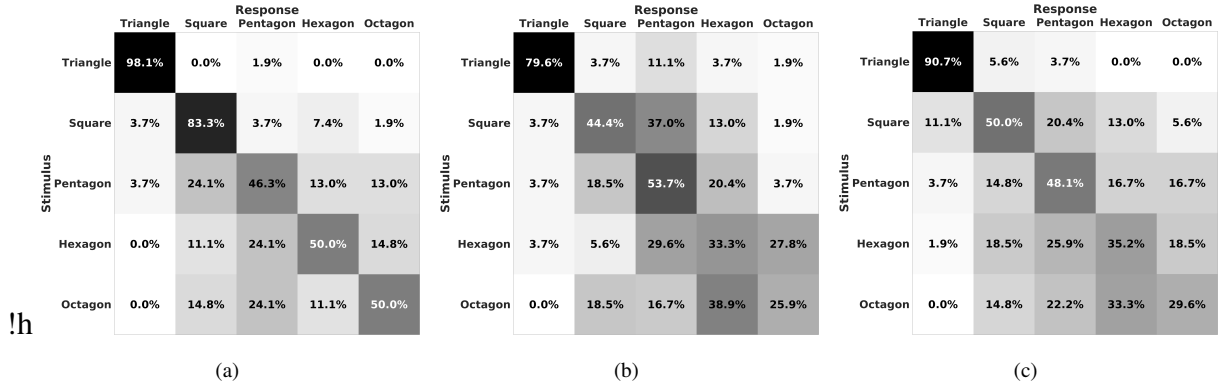 Response
Triangle Square Pentagon Hexagon Octagon
Stimulus
Triangle 98.1% 0.0% 1.9% 0.0% 0.0%
Square 3.7% 83.3% 3.7% 7.4% 1.9%
Pentagon 3.7% 24.1% 46.3% 13.0% 13.0%
Hexagon 0.0% 11.1% 24.1% 50.0% 14.8%
Octagon 0.0% 14.8% 24.1% 11.1% 50.0%
(a)
Response
Triangle Square Pentagon Hexagon Octagon
Stimulus
Triangle 79.6% 3.7% 11.1% 3.7% 1.9%
Square 3.7% 44.4% 37.0% 13.0% 1.9%
Pentagon 3.7% 18.5% 53.7% 20.4% 3.7%
Hexagon 3.7% 5.6% 29.6% 33.3% 27.8%
Octagon 0.0% 18.5% 16.7% 38.9% 25.9%
(b)
Response
Triangle Square Pentagon Hexagon Octagon
Stimulus
Triangle 90.7% 5.6% 3.7% 0.0% 0.0%
Square 11.1% 50.0% 20.4% 13.0% 5.6%
Pentagon 3.7% 14.8% 48.1% 16.7% 16.7%
Hexagon 1.9% 18.5% 25.9% 35.2% 18.5%
Octagon 0.0% 14.8% 22.2% 33.3% 29.6%
(c)
!h